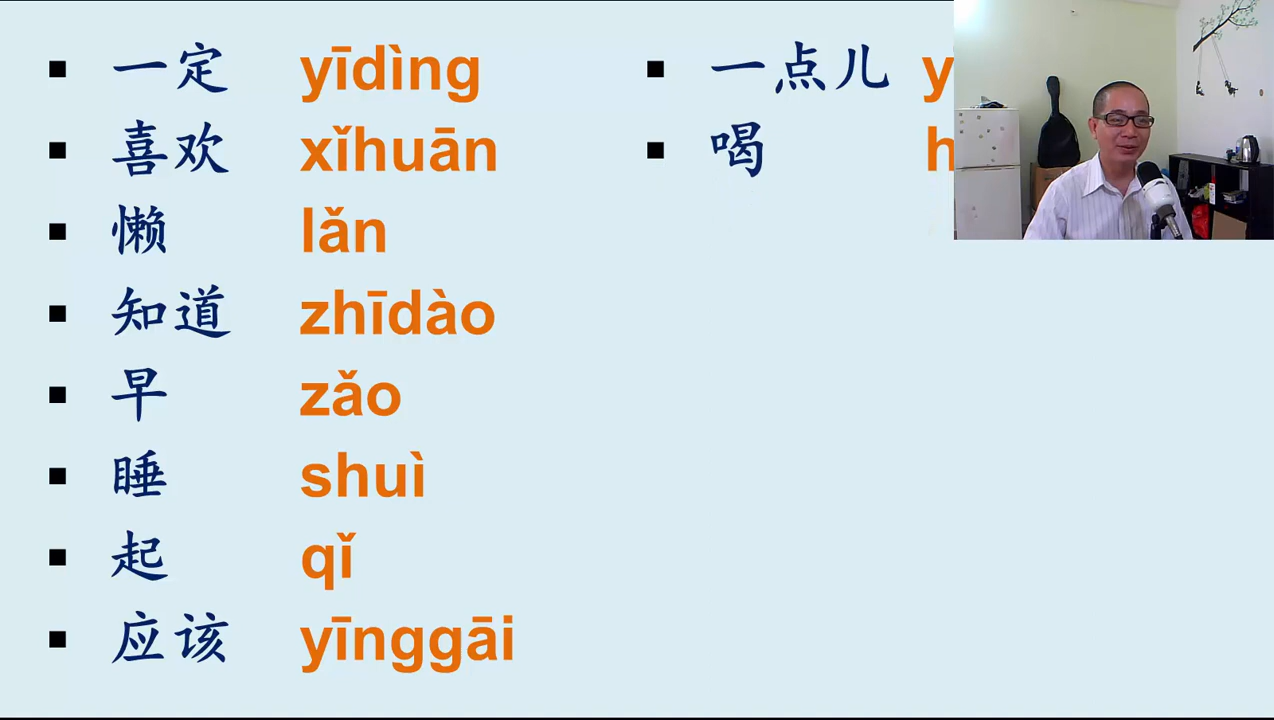 一定 yīdìng
喜欢 xǐhuān
懒 lǎn
知道 zhīdào
早 zǎo
睡 shuì
起 qǐ
应该 yīnggāi
一点儿 y
喝 h